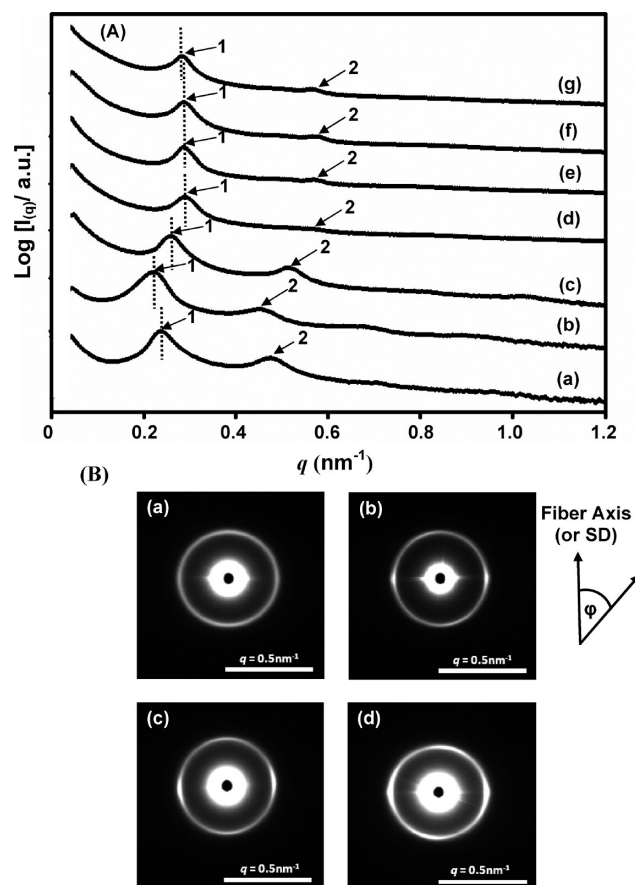 (A)
1
2
(g)
1
2
(f)
1
2
(e)
1
2
(d)
1
2
(c)
1
2
(b)
1
2
(a)
Log [I(q)/ a.u.]
0 0.2 0.4 0.6 0.8 1.0 1.2
q (nm-1)
(B)
(a)
q = 0.5nm-1
(b)
q = 0.5nm-1
Fiber Axis
(or SD)
φ
(c)
q = 0.5nm-1
(d)
q = 0.5nm-1